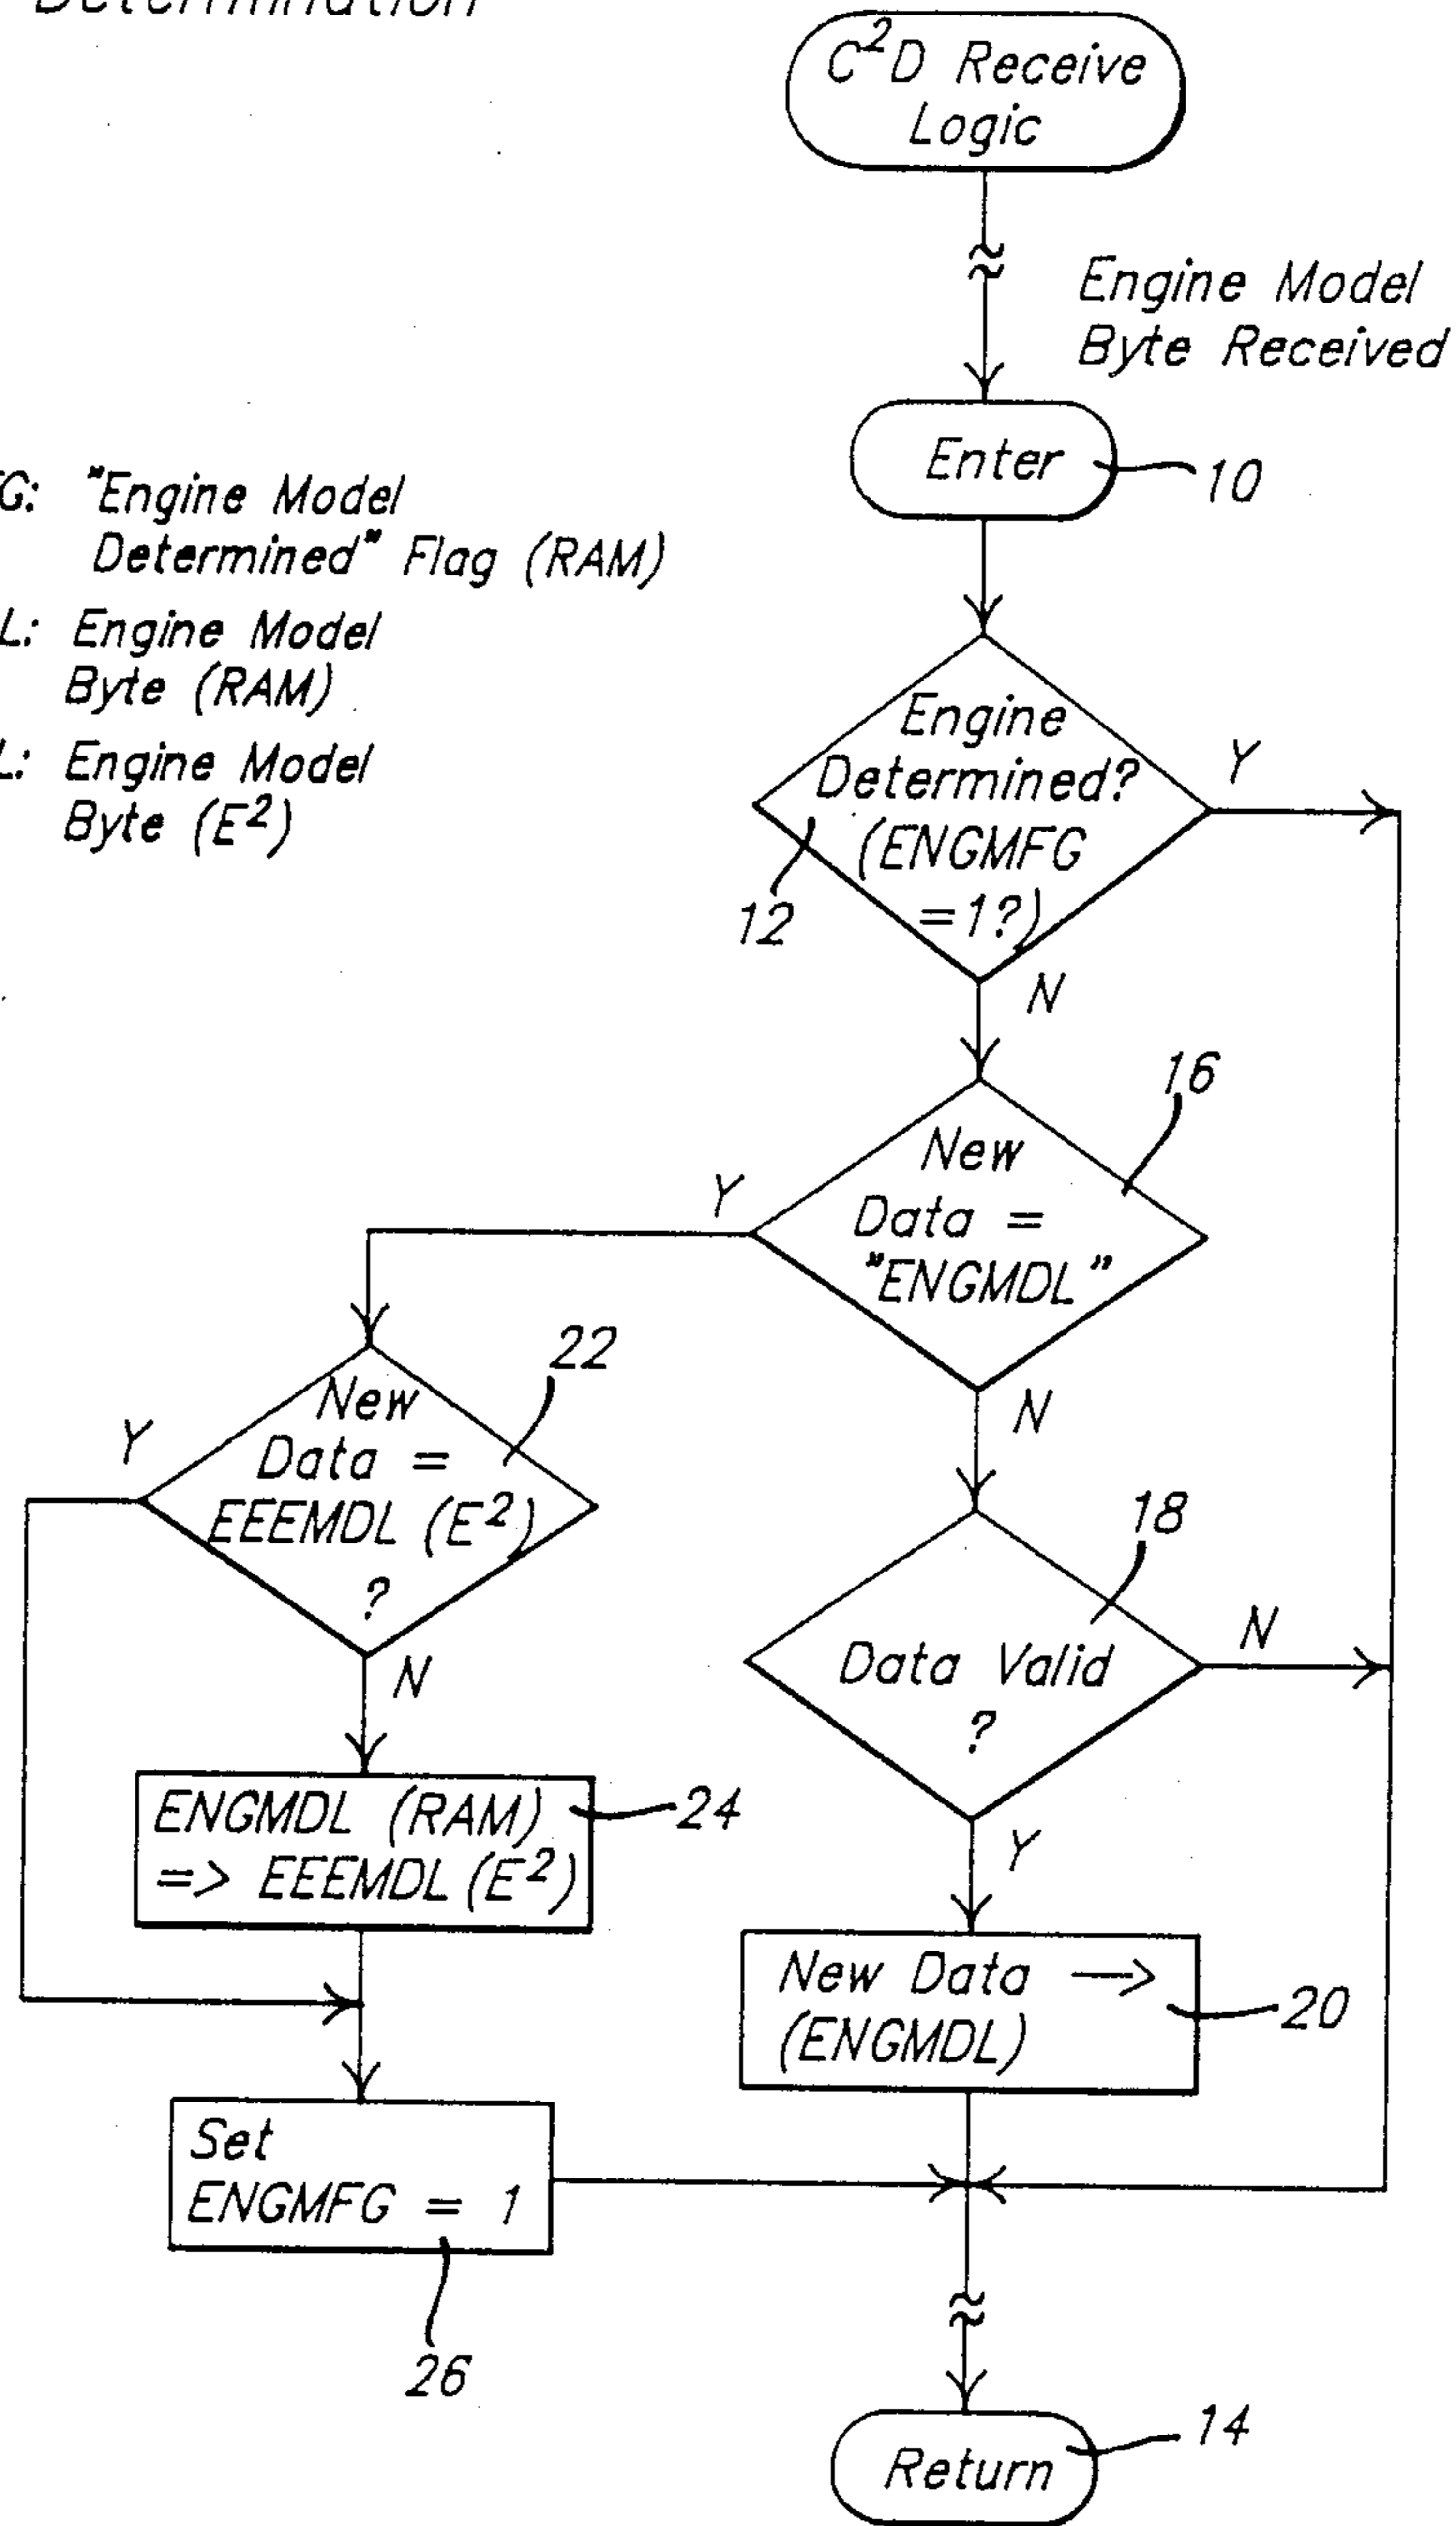 Determination
C²D Receive
Logic
Engine Model
Byte Received
Enter
10
G: "Engine Model
Determined" Flag (RAM)
L: Engine Model
Byte (RAM)
L: Engine Model
Byte (E²)
Engine
Determined?
(ENGMFG
=1?)
Y
12
N
16
New
Data =
"ENGMDL"
Y
N
22
New
Data =
EEEMDL (E²)
?
Y
N
18
Data Valid
?
N
Y
ENGMDL (RAM)
=> EEEMDL (E²)
24
New Data —>
(ENGMDL)
20
Set
ENGMFG = 1
26
Return
14